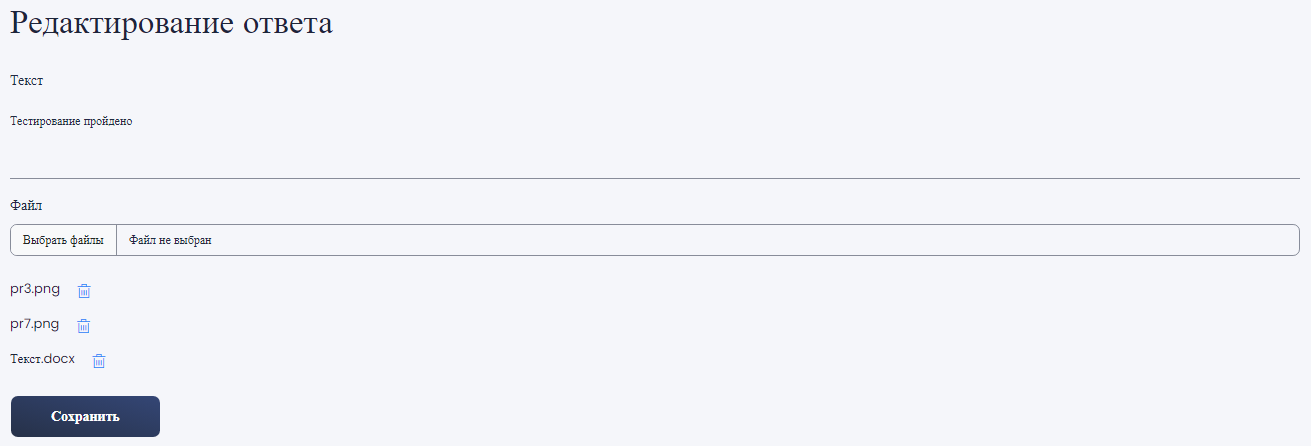 Редактирование ответа
Текст
Тестирование пройдено
Файл
Выбрать файлы Файл не выбран
pr3.png
pr7.png
Текст.docx
Сохранить